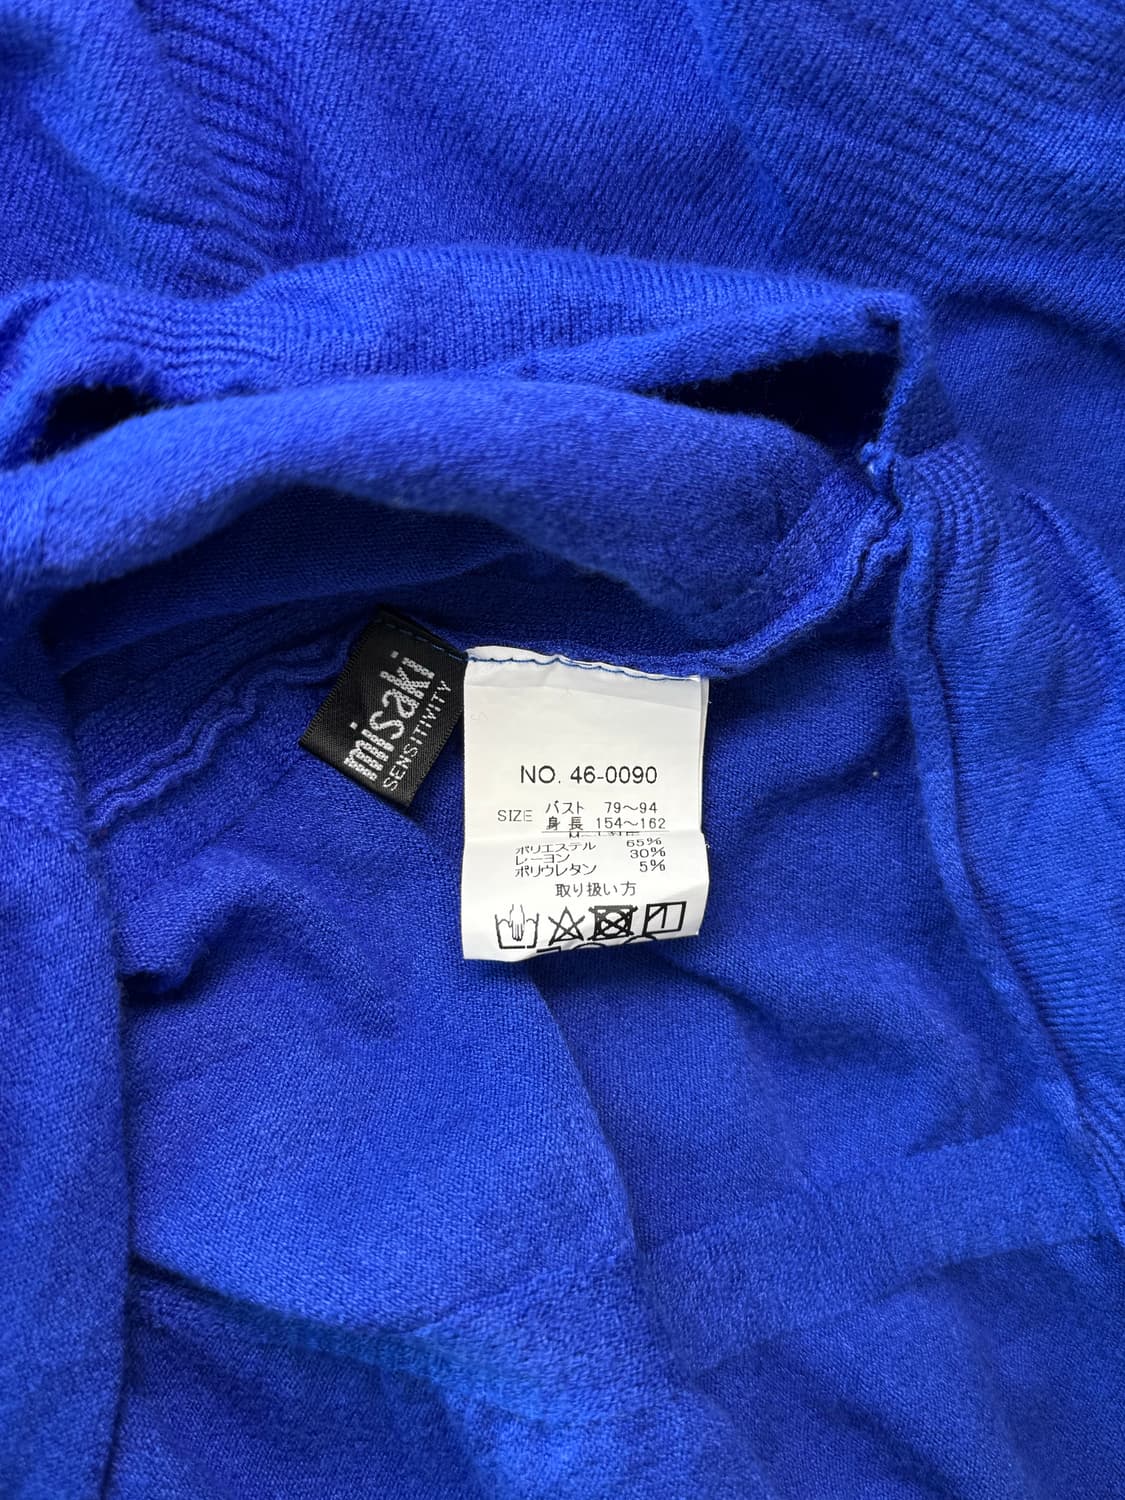 misaki
SENSITIVITY
NO. 46-0090
SIZE バスト 79～94
身長 154～162
ポリエステル 65%
レーヨン 30%
ポリウレタン 5%
取り扱い方